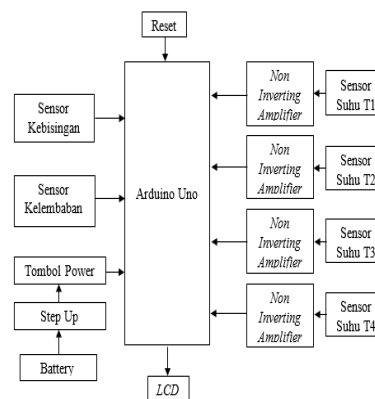 Reset
Sensor
Kebisingan
Sensor
Kelembaban
Tombol Power
Step Up
Battery
Arduino Uno
LCD
Non
Inverting
Amplifier
Sensor
Suhu T1
Non
Inverting
Amplifier
Sensor
Suhu T2
Non
Inverting
Amplifier
Sensor
Suhu T3
Non
Inverting
Amplifier
Sensor
Suhu T4